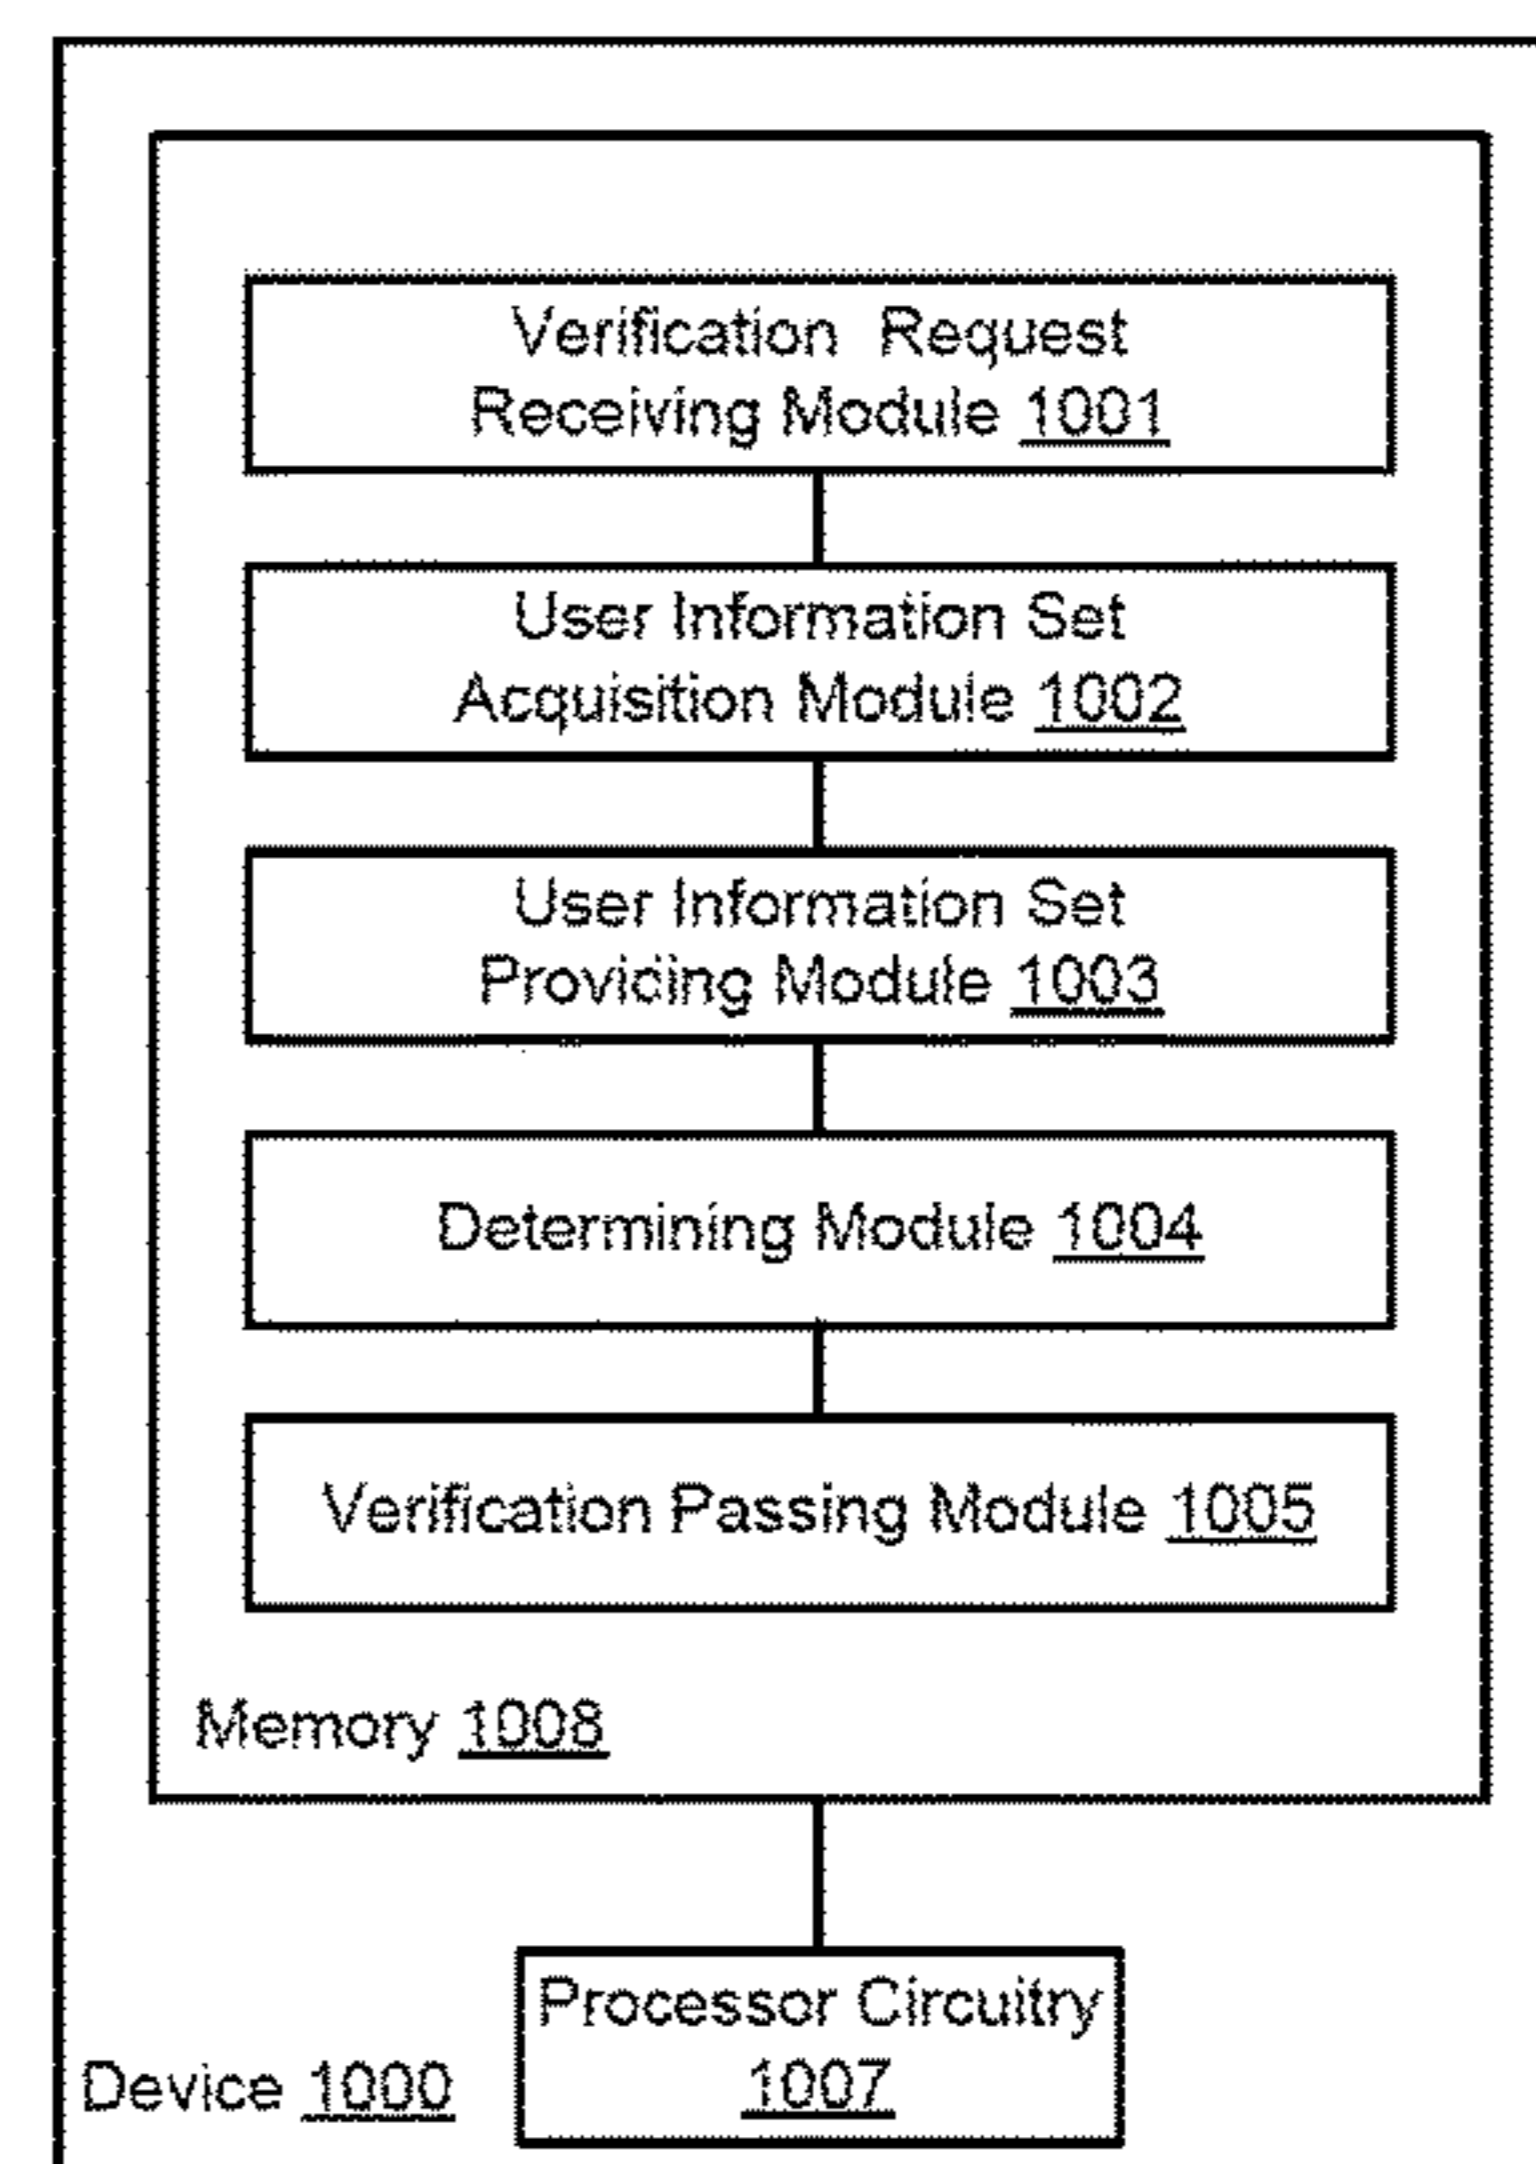 Verification Request
Receiving Module 1001
User Information Set
Acquisition Module 1002
User Information Set
Providing Module 1003
Determining Module 1004
Verification Passing Module 1005
Memory 1008
Processor Circuitry
1007
Device 1000